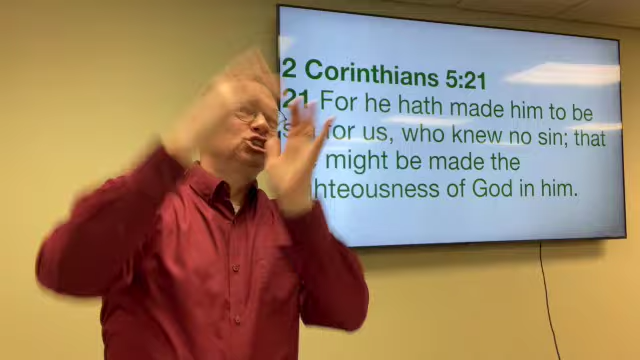 2 Corinthians 5:21
21 For he hath made him to be
for us, who knew no sin; that
might be made the
hteousness of God in him.